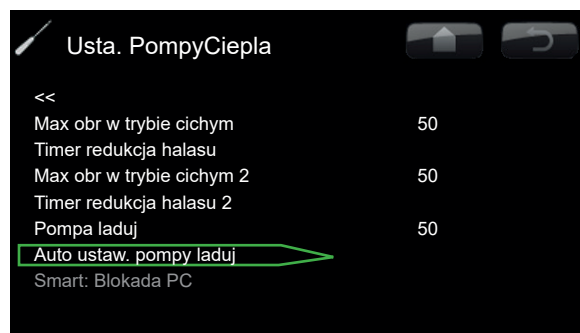 Usta. PompyCiepla
<<
Max obr w trybie cichym 50
Timer redukcja halasu
Max obr w trybie cichym 2 50
Timer redukcja halasu 2
Pompa laduj 50
Auto ustaw. pompy laduj
Smart: Blokada PC